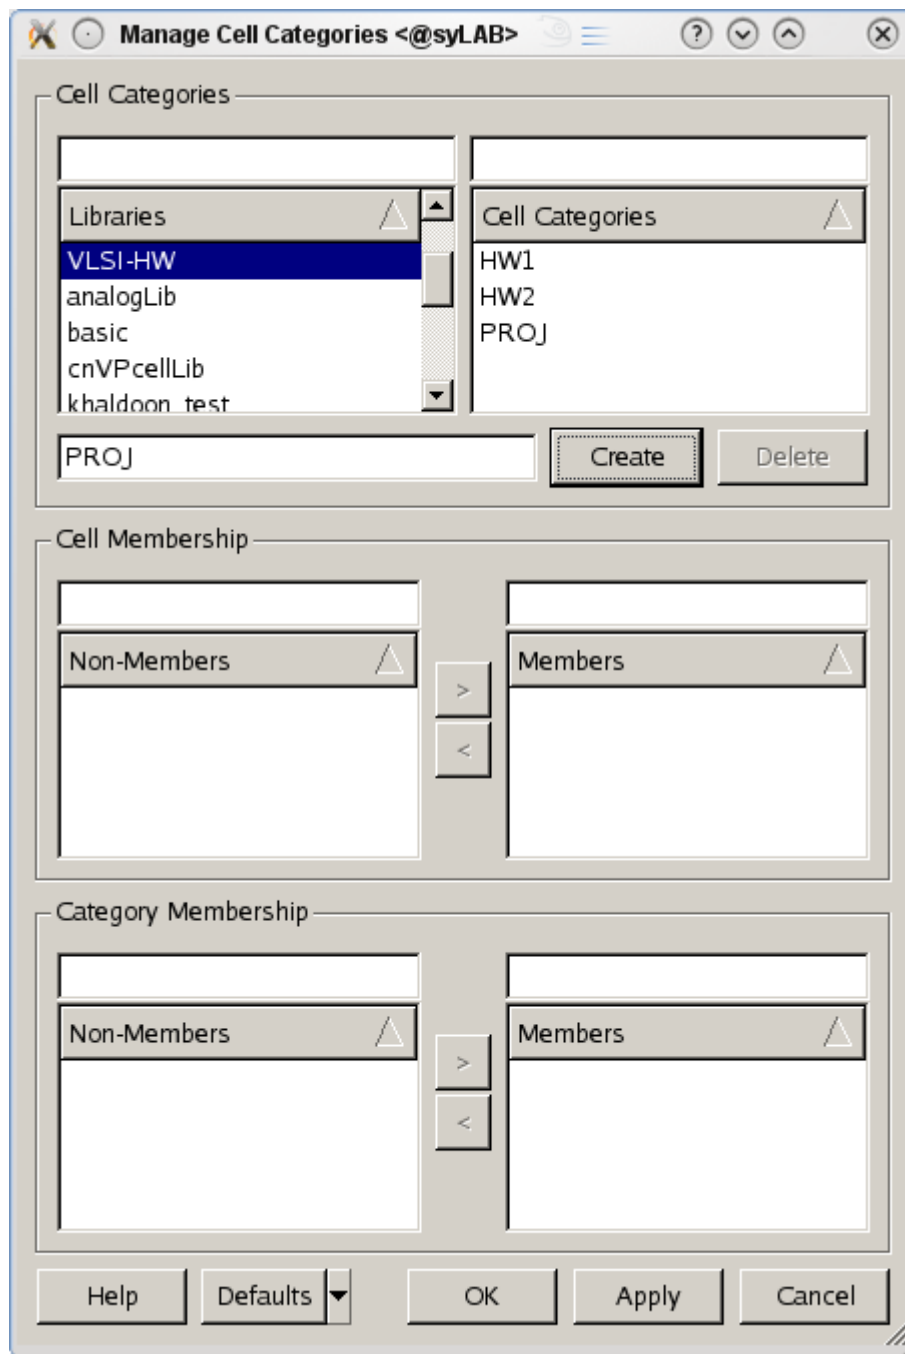 Manage Cell Categories <@syLAB>
Cell Categories
Libraries
Cell Categories
VLSI-HW
analogLib
basic
cnVPcellLib
khaldoon_test
HW1
HW2
PROJ
PROJ
Create
Delete
Cell Membership
Non-Members
>
<
Members
Category Membership
Non-Members
>
<
Members
Help
Defaults
OK
Apply
Cancel